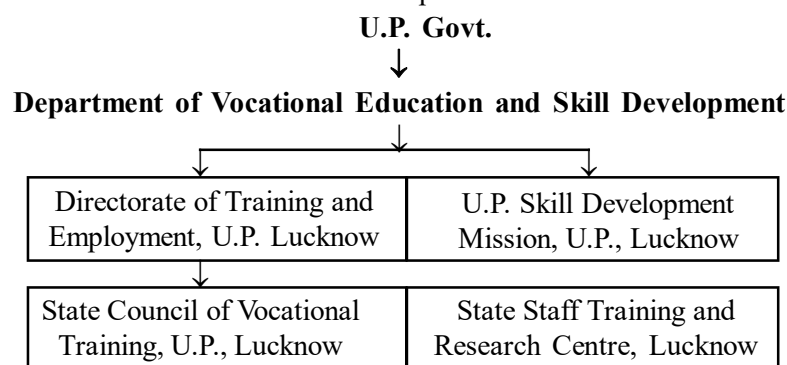 U.P. Govt.
Department of Vocational Education and Skill Development
Directorate of Training and
Employment, U.P. Lucknow
U.P. Skill Development
Mission, U.P., Lucknow
State Council of Vocational
Training, U.P., Lucknow
State Staff Training and
Research Centre, Lucknow